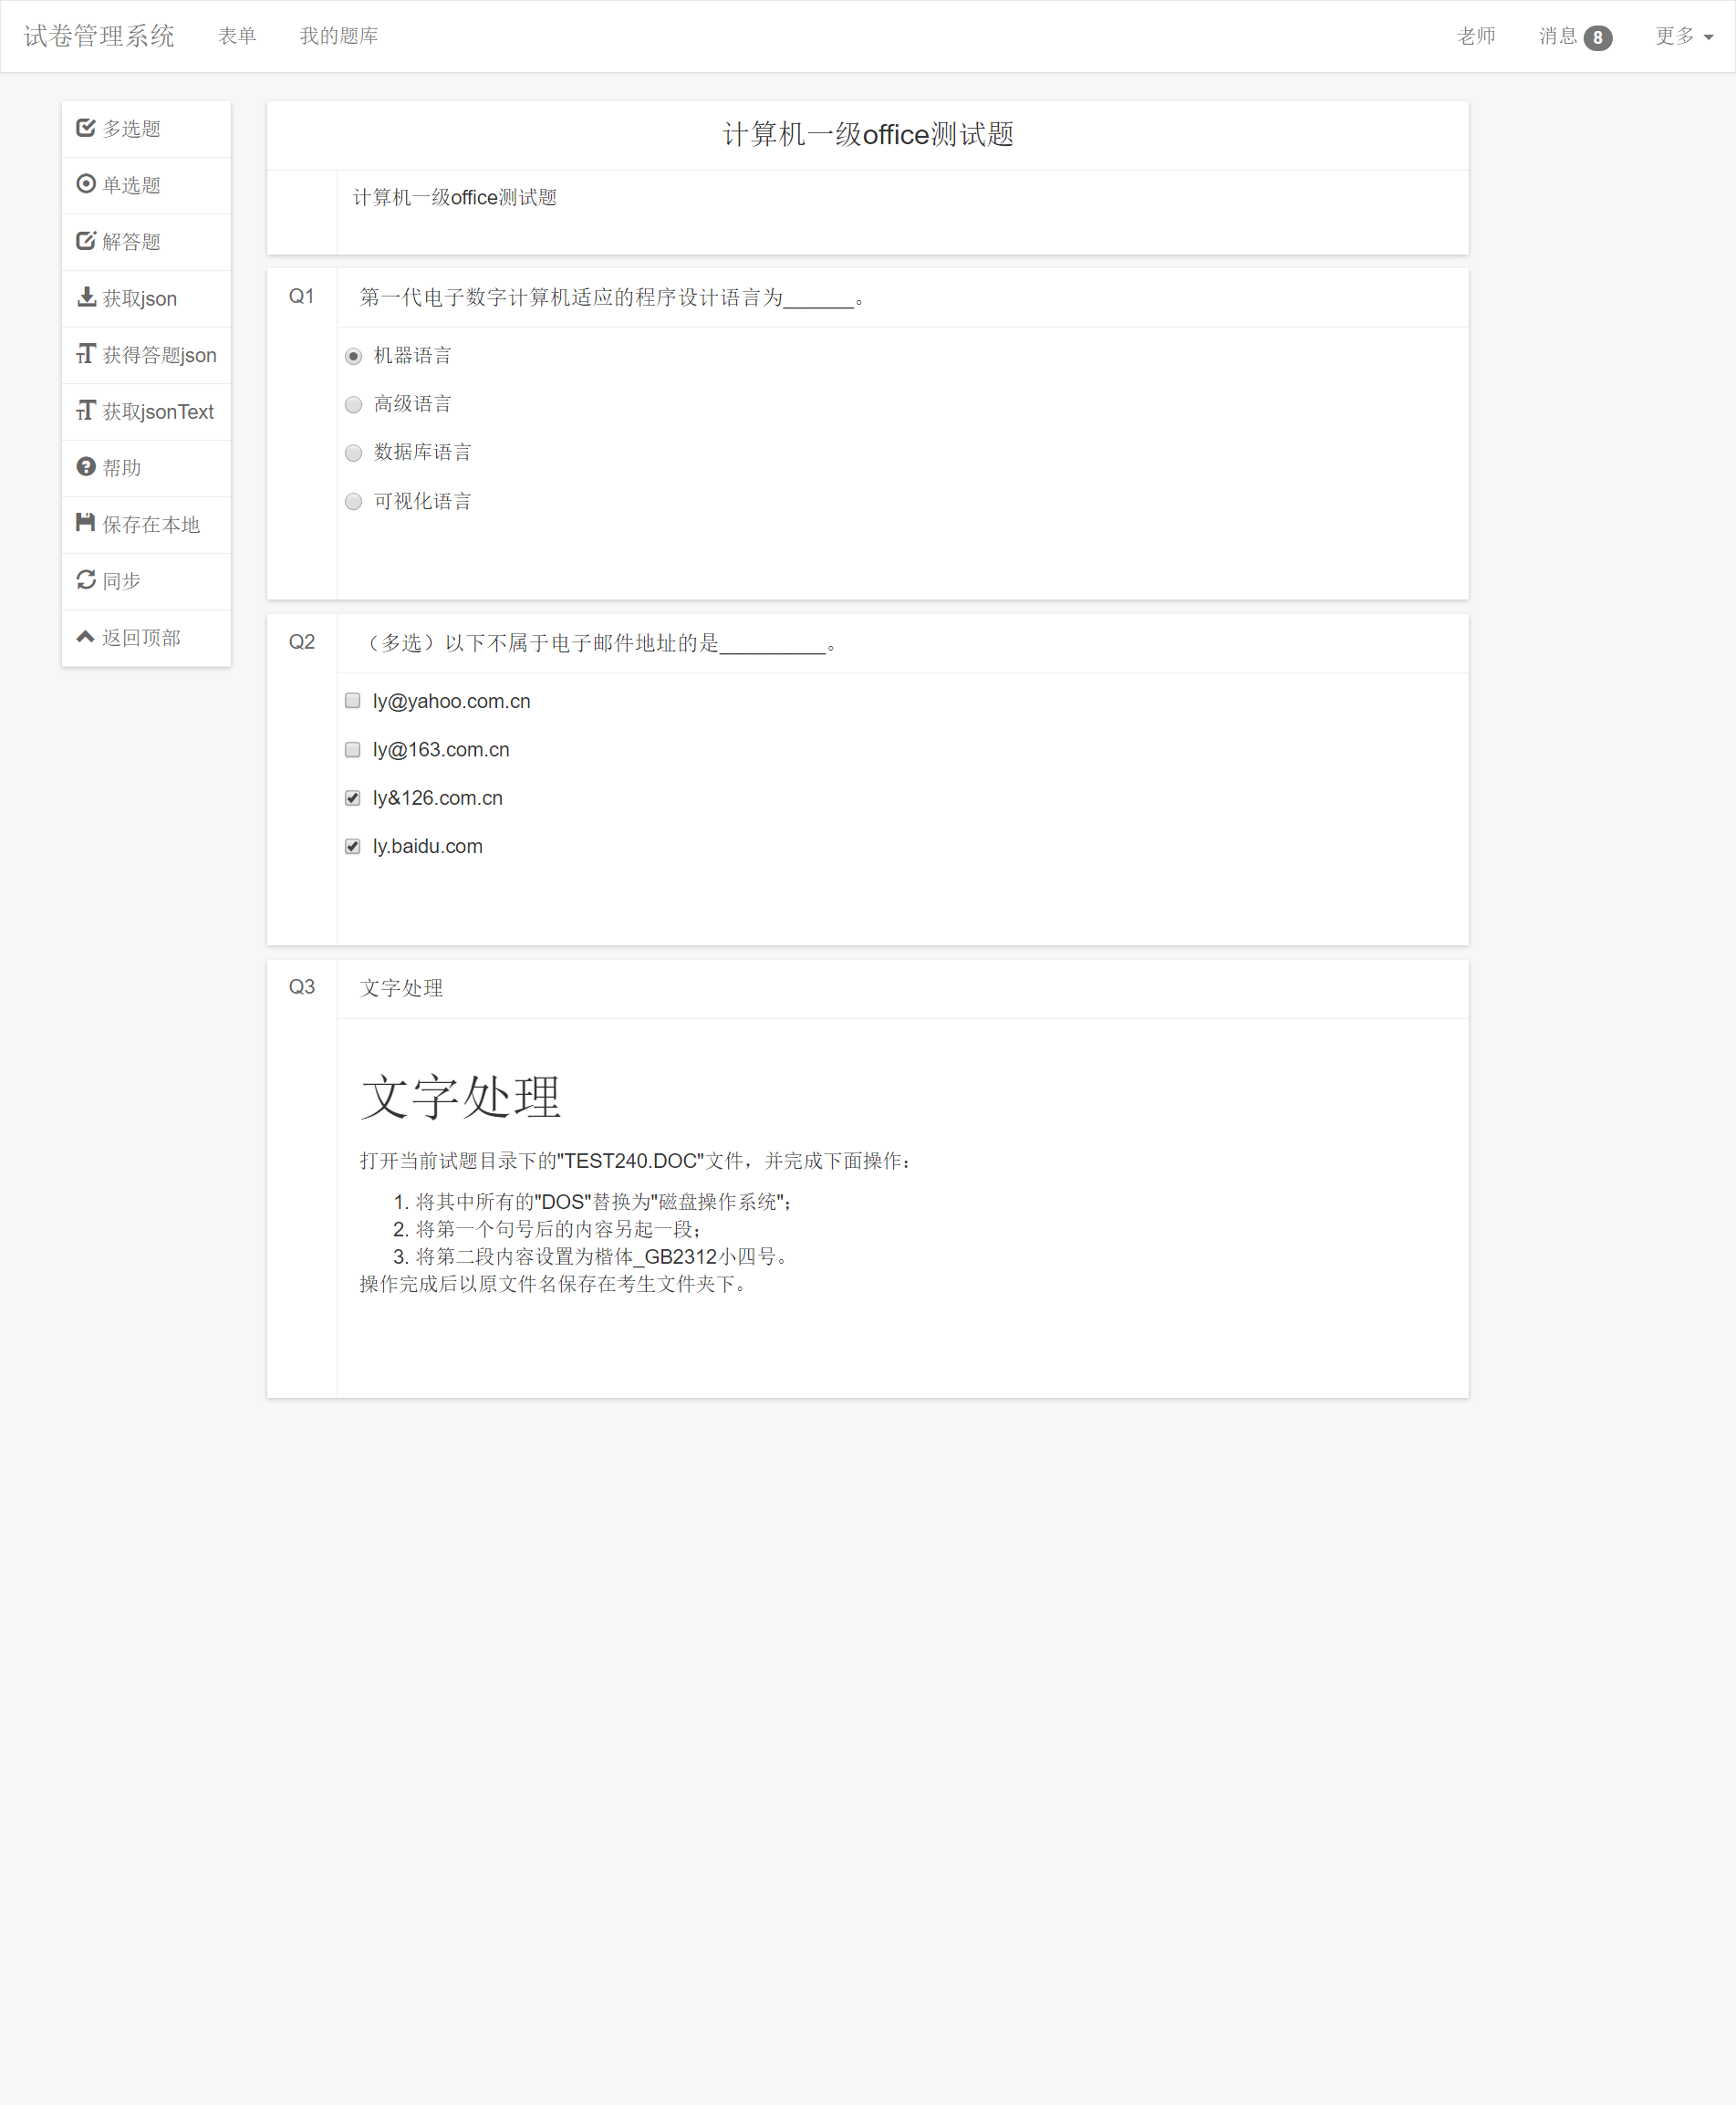 试卷管理系统 表单 我的题库 老师 消息 8 更多
多选题
单选题
解答题
获取json
获得答题json
获取jsonText
帮助
保存在本地
同步
返回顶部
计算机一级office测试题
计算机一级office测试题
Q1 第一代电子数字计算机适应的程序设计语言为_______。
机器语言
高级语言
数据库语言
可视化语言
Q2 （多选）以下不属于电子邮件地址的是__________。
ly@yahoo.com.cn
ly@163.com.cn
ly&126.com.cn
ly.baidu.com
Q3 文字处理
文字处理
打开当前试题目录下的"TEST240.DOC"文件，并完成下面操作：
1. 将其中所有的"DOS"替换为"磁盘操作系统"；
2. 将第一个句号后的内容另起一段；
3. 将第二段内容设置为楷体_GB2312小四号。
操作完成后以原文件名保存在考生文件夹下。